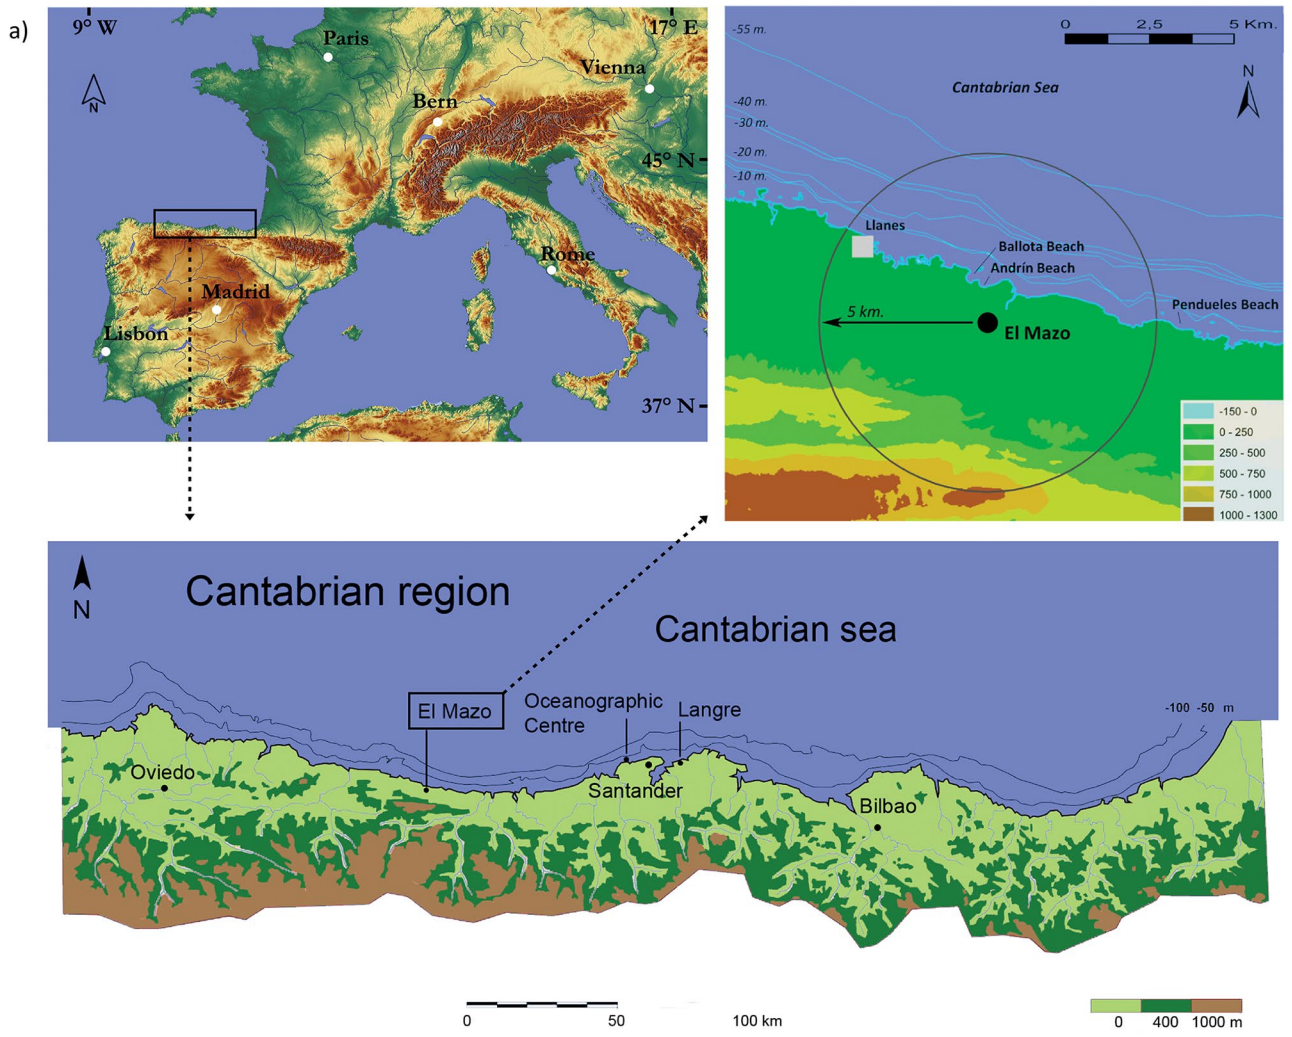 a)
9° W
17° E
N
Paris
Vienna
Bern
45° N
Rome
Madrid
Lisbon
37° N
0 2,5 5 Km.
-55 m.
Cantabrian Sea
N
-40 m.
-30 m.
-20 m.
-10 m.
Llanes
Ballota Beach
Andrín Beach
Pendueles Beach
5 km.
El Mazo
-150 - 0
0 - 250
250 - 500
500 - 750
750 - 1000
1000 - 1300
N
Cantabrian region
Cantabrian sea
El Mazo
Oceanographic
Centre
Langre
-100 -50 m
Oviedo
Santander
Bilbao
0 50 100 km
0 400 1000 m